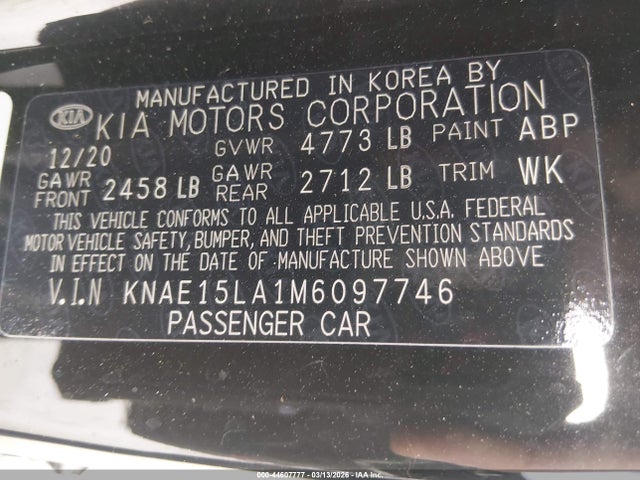 MANUFACTURED IN KOREA BY
KIA KIA MOTORS CORPORATION
12/20 GVWR 4773 LB PAINT ABP
GAWR FRONT 2458 LB GAWR REAR 2712 LB TRIM WK
THIS VEHICLE CONFORMS TO ALL APPLICABLE U.S.A. FEDERAL
MOTOR VEHICLE SAFETY, BUMPER, AND THEFT PREVENTION STANDARDS
IN EFFECT ON THE DATE OF MANUFACTURE SHOWN ABOVE
V.I.N KNAE15LA1M6097746
PASSENGER CAR
000-44607777 - 03/13/2026 - IAA Inc.